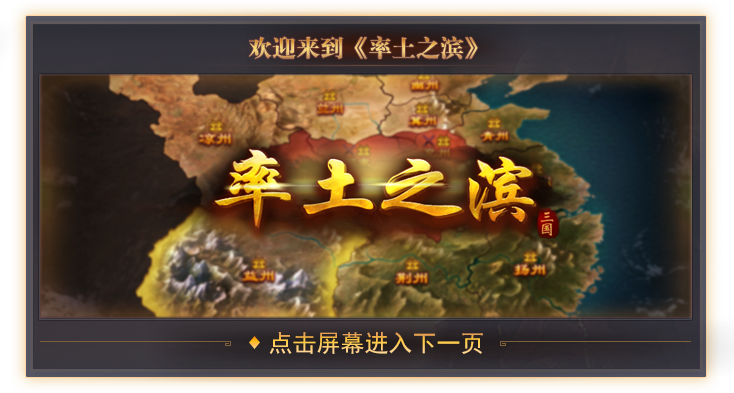 欢迎来到《率土之滨》
幽州
并州
冀州
青州
凉州
率土之滨
三国
益州
荆州
扬州
点击屏幕进入下一页